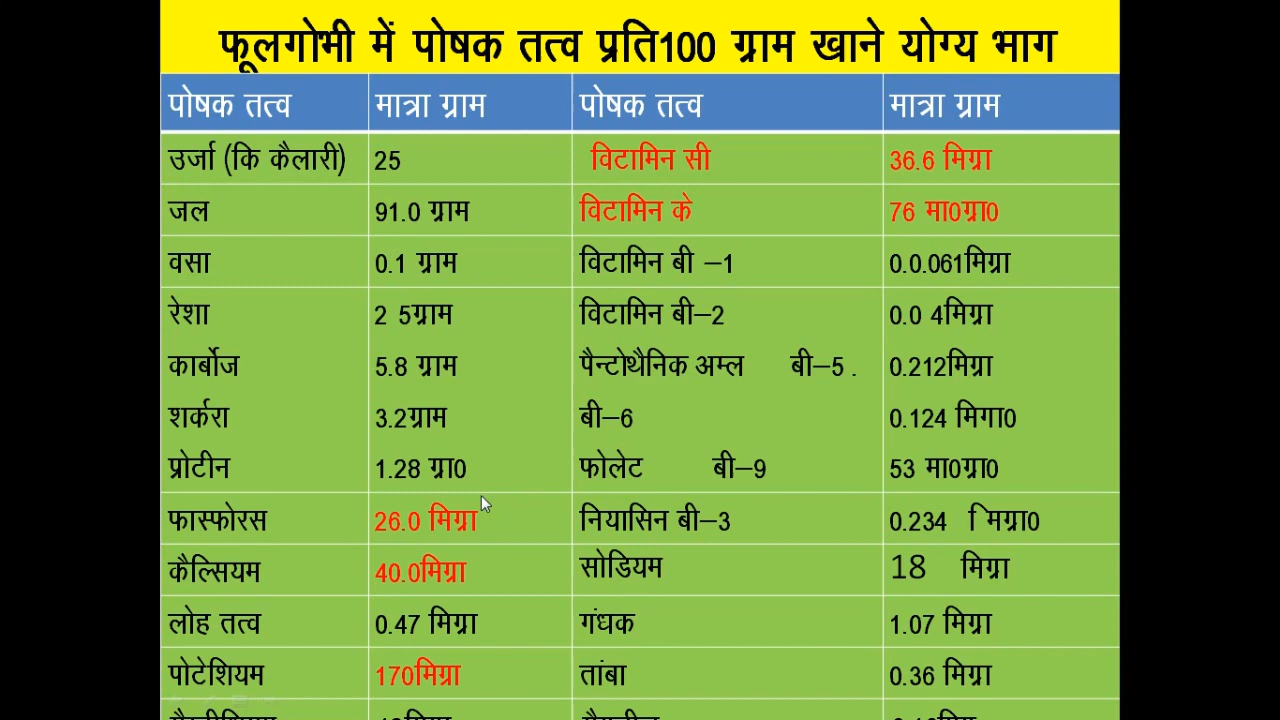 फूलगोभी में पोषक तत्व प्रति100 ग्राम खाने योग्य भाग
पोषक तत्व मात्रा ग्राम पोषक तत्व मात्रा ग्राम
उर्जा (कि कैलारी) 25 विटामिन सी 36.6 मिग्रा
जल 91.0 ग्राम विटामिन के 76 मा0ग्रा0
वसा 0.1 ग्राम विटामिन बी –1 0.0.061मिग्रा
रेशा 2 5ग्राम विटामिन बी–2 0.0 4मिग्रा
कार्बोज 5.8 ग्राम पैन्टोथैनिक अम्ल बी–5 . 0.212मिग्रा
शर्करा 3.2ग्राम बी–6 0.124 मिगा0
प्रोटीन 1.28 ग्रा0 फोलेट बी–9 53 मा0ग्रा0
फास्फोरस 26.0 मिग्रा नियासिन बी–3 0.234 मिग्रा0
कैल्सियम 40.0मिग्रा सोडियम 18 मिग्रा
लोह तत्व 0.47 मिग्रा गंधक 1.07 मिग्रा
पोटेशियम 170मिग्रा तांबा 0.36 मिग्रा